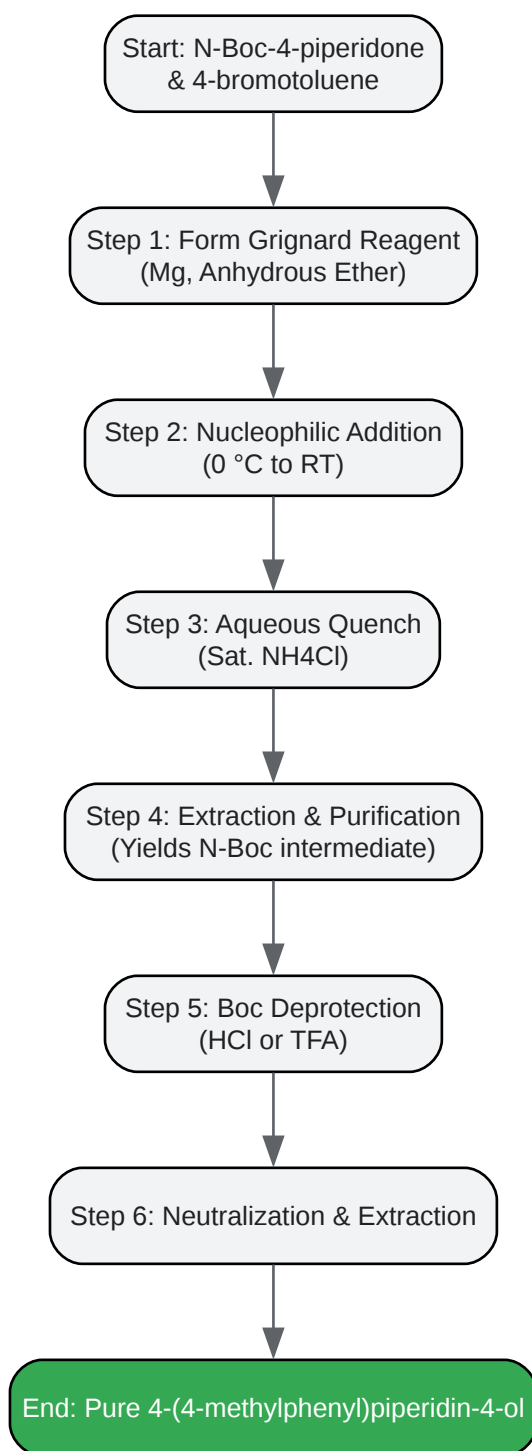 Start: N-Boc-4-piperidone
& 4-bromotoluene
Step 1: Form Grignard Reagent
(Mg, Anhydrous Ether)
Step 2: Nucleophilic Addition
(0 °C to RT)
Step 3: Aqueous Quench
(Sat. NH4Cl)
Step 4: Extraction & Purification
(Yields N-Boc intermediate)
Step 5: Boc Deprotection
(HCl or TFA)
Step 6: Neutralization & Extraction
End: Pure 4-(4-methylphenyl)piperidin-4-ol